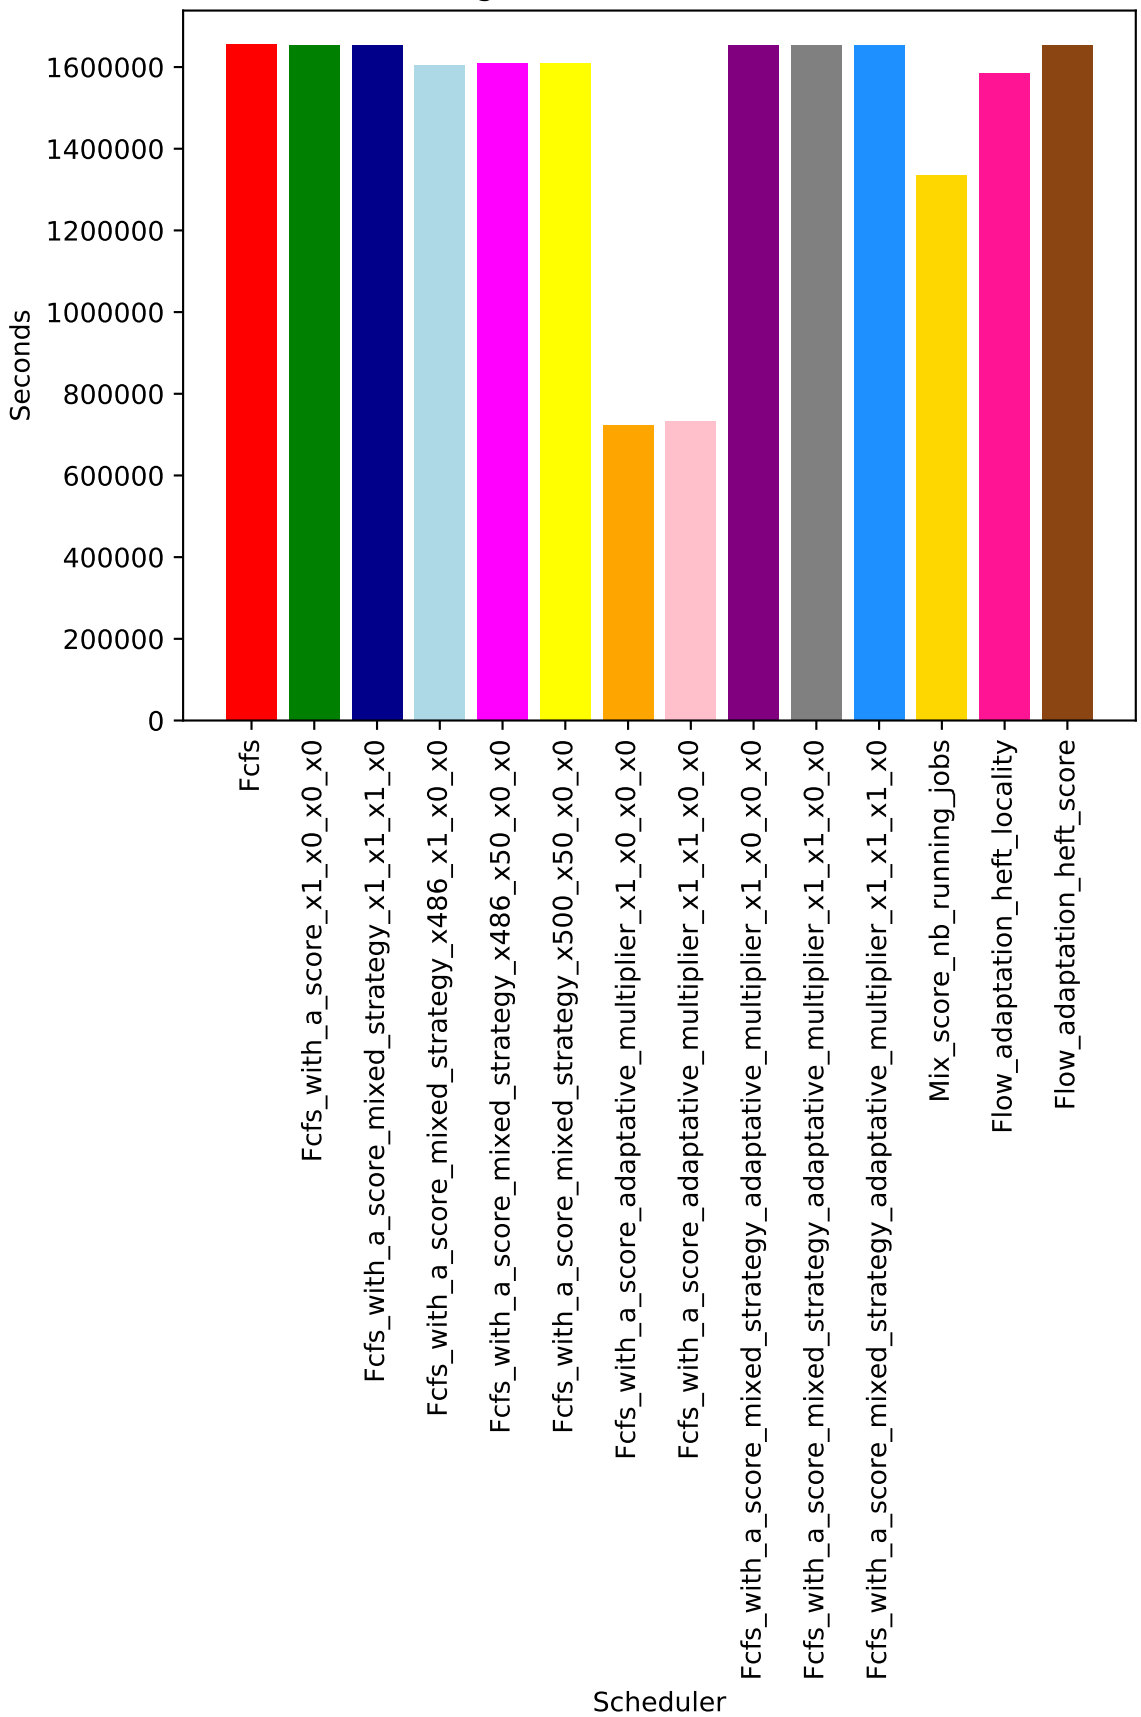 Seconds
1600000
1400000
1200000
1000000
800000
600000
400000
200000
0
Fcfs
Fcfs_with_a_score_x1_x0_x0_x0
Fcfs_with_a_score_mixed_strategy_x1_x1_x1_x0
Fcfs_with_a_score_mixed_strategy_x486_x1_x0_x0
Fcfs_with_a_score_mixed_strategy_x486_x50_x0_x0
Fcfs_with_a_score_mixed_strategy_x500_x50_x0_x0
Fcfs_with_a_score_adaptative_multiplier_x1_x0_x0_x0
Fcfs_with_a_score_adaptative_multiplier_x1_x1_x0_x0
Fcfs_with_a_score_mixed_strategy_adaptative_multiplier_x1_x0_x0_x0
Fcfs_with_a_score_mixed_strategy_adaptative_multiplier_x1_x1_x0_x0
Fcfs_with_a_score_mixed_strategy_adaptative_multiplier_x1_x1_x1_x0
Mix_score_nb_running_jobs
Flow_adaptation_heft_locality
Flow_adaptation_heft_score
Scheduler